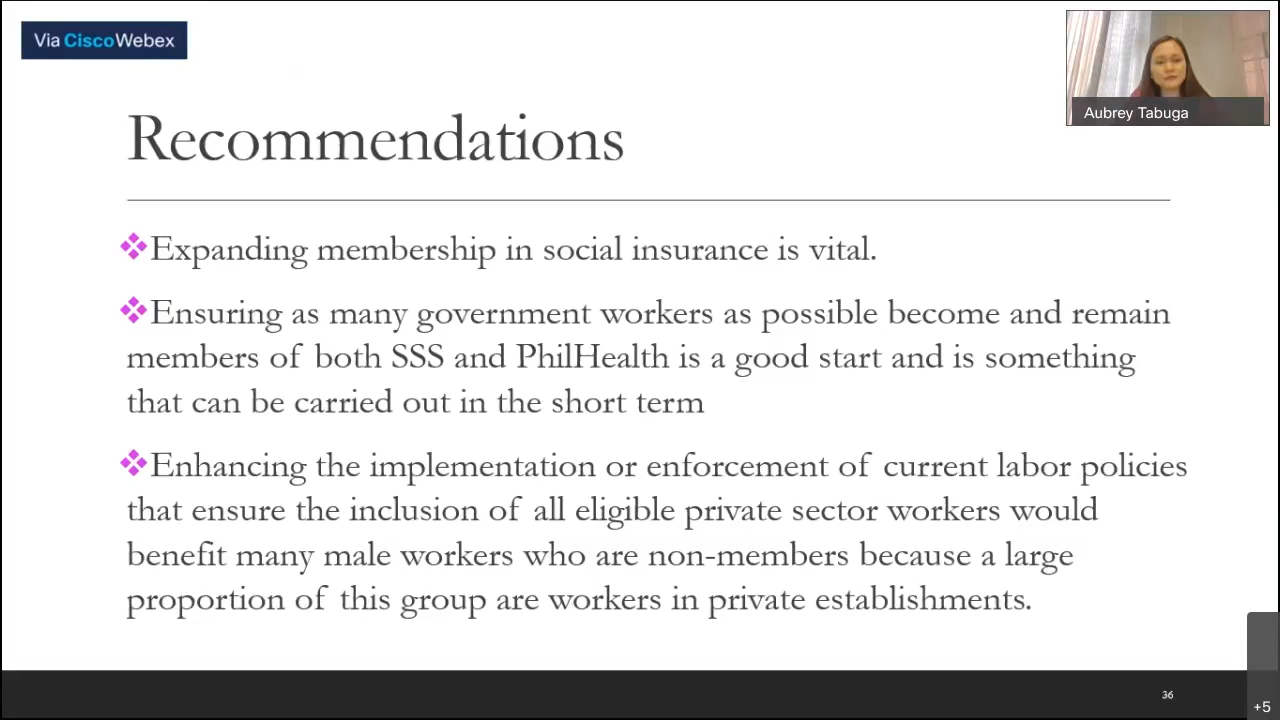 Via CiscoWebex
Aubrey Tabuga
Recommendations
❖Expanding membership in social insurance is vital.
❖Ensuring as many government workers as possible become and remain
members of both SSS and PhilHealth is a good start and is something
that can be carried out in the short term
❖Enhancing the implementation or enforcement of current labor policies
that ensure the inclusion of all eligible private sector workers would
benefit many male workers who are non-members because a large
proportion of this group are workers in private establishments.
36
+5